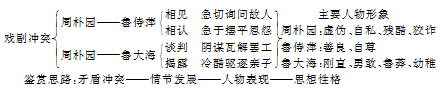 相见 急切询问故人 主要人物形象
周朴园——鲁侍萍
相认 急于摆平恩怨 周朴园:虚伪、自私、残酷、狡诈
戏剧冲突
谈判 阴谋瓦解罢工 鲁侍萍:善良、自尊
周朴园——鲁大海
揭露 冷酷驱逐亲子 鲁大海:刚直、勇敢、鲁莽、幼稚
鉴赏思路:矛盾冲突——情节发展——人物表现——思想性格